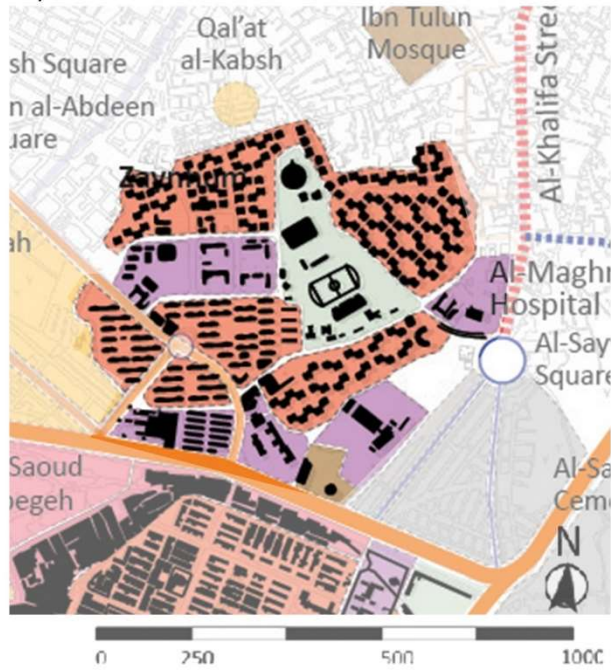 Ibn Tulun
Mosque
Qal'at
al-Kabsh
sh Square
n al-Abdeen
uare
Al-Khalifa Stree
Zaynhum
ah
Al-Maghr
Hospital
Al-Say
Square
Saoud
egeh
Al-Sa
Cem
N
0 250 500 1000